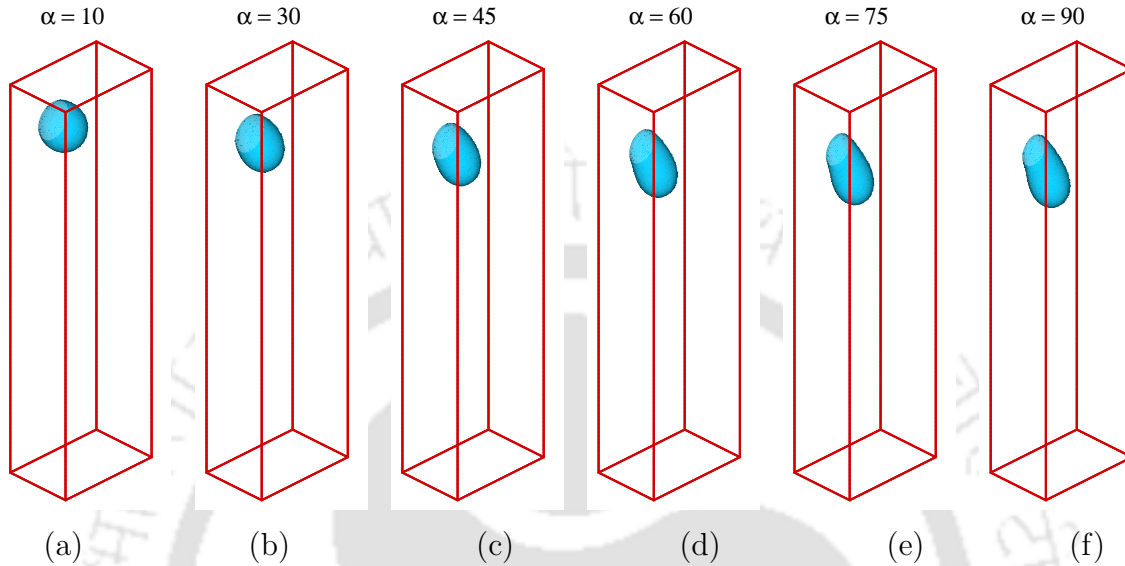 α = 10 α = 30 α = 45 α = 60 α = 75 α = 90
(a) (b) (c) (d) (e) (f)